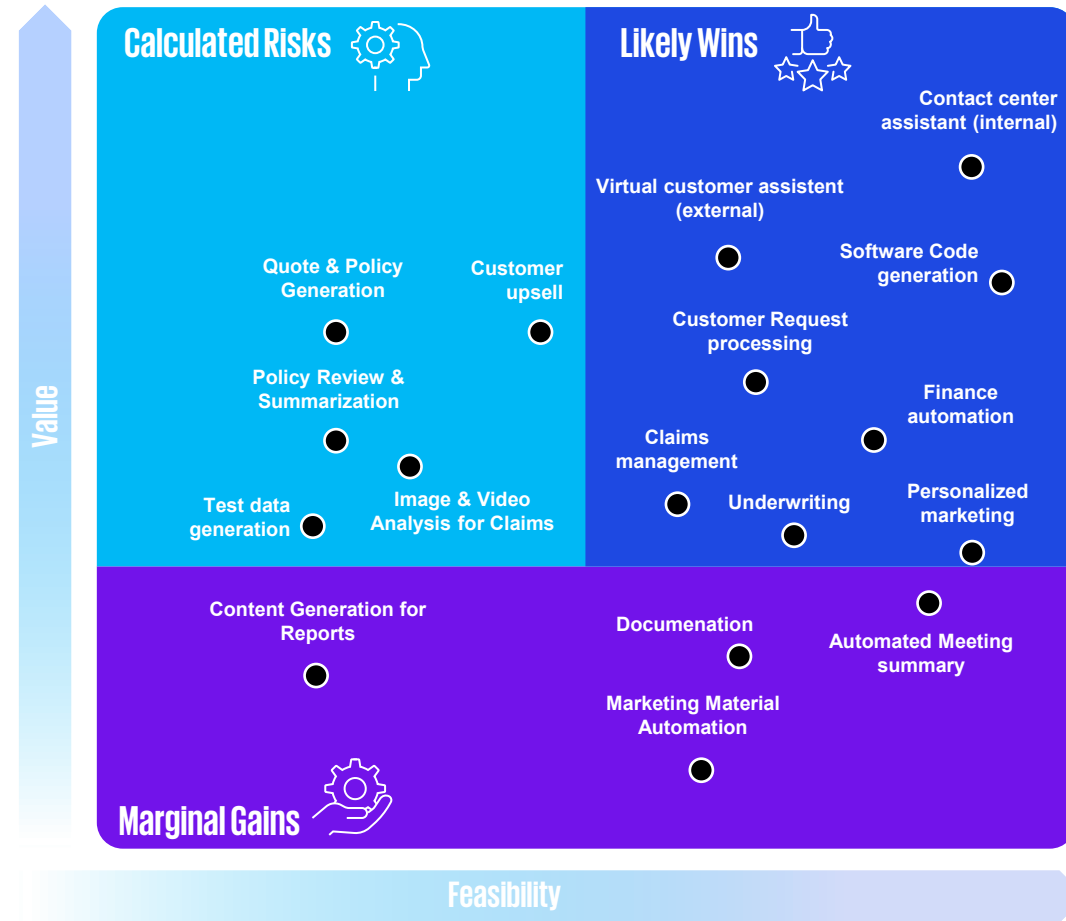 Calculated Risks
Likely Wins
Contact center
assistant (internal)
Virtual customer assistent
(external)
Software Code
generation
Quote & Policy
Generation
Customer
upsell
Customer Request
processing
Policy Review &
Summarization
Finance
automation
Claims
management
Image & Video
Analysis for Claims
Test data
generation
Underwriting
Personalized
marketing
Value
Content Generation for
Reports
Documenation
Automated Meeting
summary
Marketing Material
Automation
Marginal Gains
Feasibility